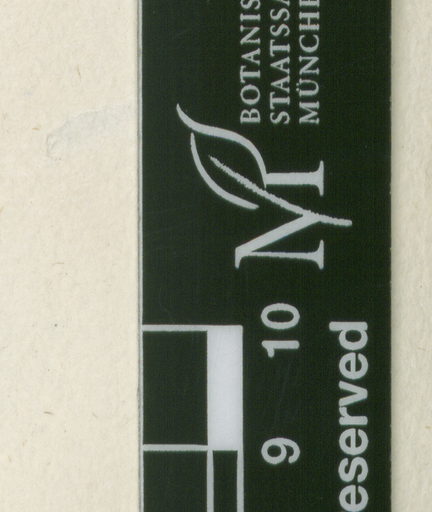 BOTANIS
STAATSSA
MÜNCHE
9 10
eserved